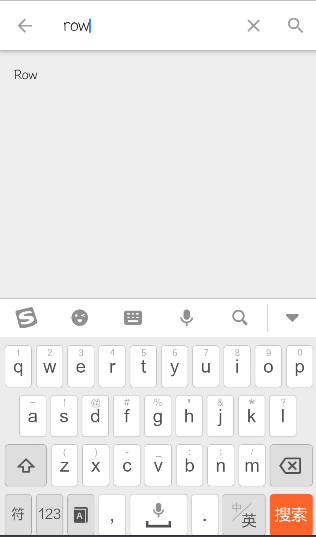 row
Row
1 2 3 4 5 6 7 8 9 0
q w e r t y u i o p
~ ! @ # % " * & * ?
a s d f g h j k l
( ) - _ : ; /
z x c v b n m
符 123 A , . 中/英 搜索